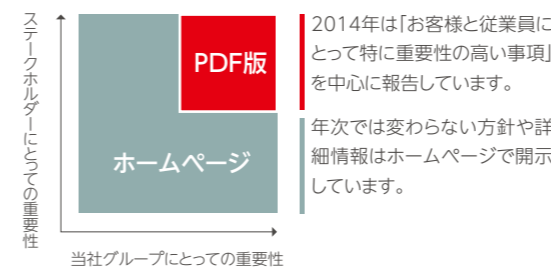 ステークホルダーにとっての重要性
PDF版
ホームページ
当社グループにとっての重要性
2014年は「お客様と従業員に
とって特に重要性の高い事項」
を中心に報告しています。
年次では変わらない方針や詳
細情報はホームページで開示
しています。